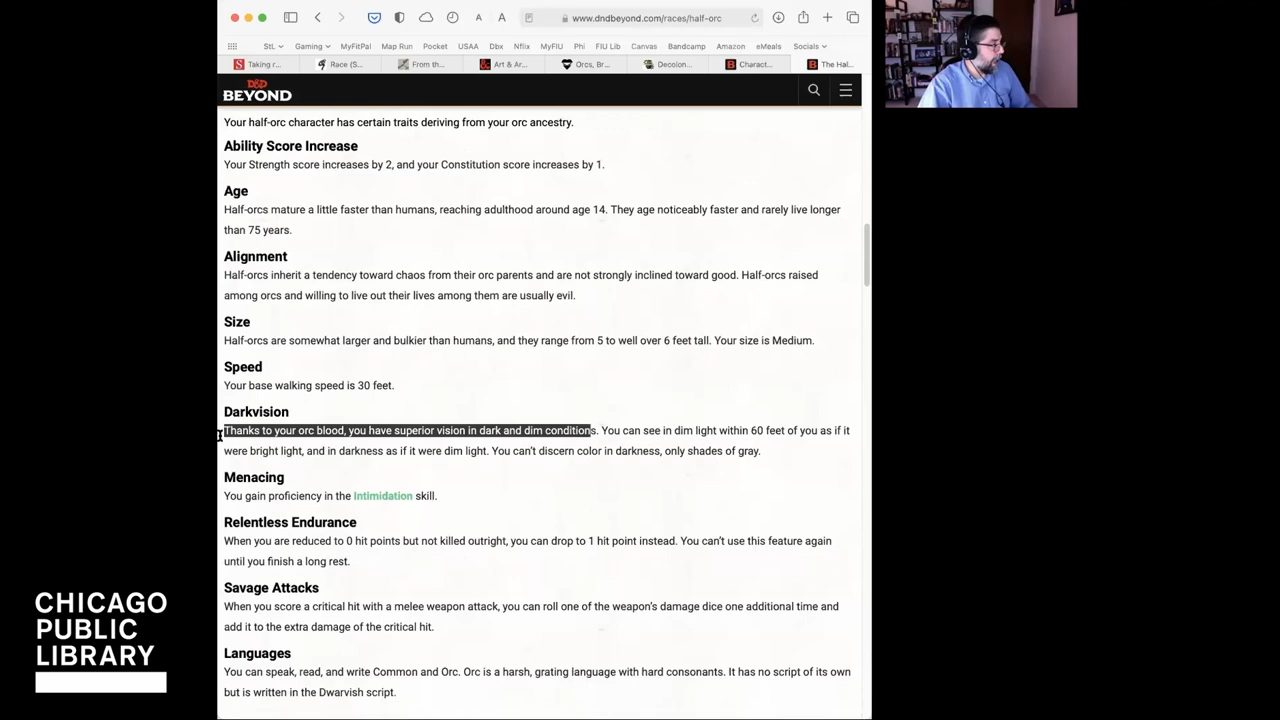 www.dndbeyond.com/races/half-orc
StL Gaming MyFitPal Map Run Pocket USAA Dbx Nflix MyFIU Phi FIU Lib Canvas Bandcamp Amazon eMeals Socials
Taking r... Race (S... From th... Art & Ar... Orcs, Br... Decolon... Charact... The Hal...
D&D
BEYOND
Your half-orc character has certain traits deriving from your orc ancestry.
Ability Score Increase
Your Strength score increases by 2, and your Constitution score increases by 1.
Age
Half-orcs mature a little faster than humans, reaching adulthood around age 14. They age noticeably faster and rarely live longer
than 75 years.
Alignment
Half-orcs inherit a tendency toward chaos from their orc parents and are not strongly inclined toward good. Half-orcs raised
among orcs and willing to live out their lives among them are usually evil.
Size
Half-orcs are somewhat larger and bulkier than humans, and they range from 5 to well over 6 feet tall. Your size is Medium.
Speed
Your base walking speed is 30 feet.
Darkvision
Thanks to your orc blood, you have superior vision in dark and dim conditions. You can see in dim light within 60 feet of you as if it
were bright light, and in darkness as if it were dim light. You can't discern color in darkness, only shades of gray.
Menacing
You gain proficiency in the Intimidation skill.
Relentless Endurance
When you are reduced to 0 hit points but not killed outright, you can drop to 1 hit point instead. You can't use this feature again
until you finish a long rest.
Savage Attacks
When you score a critical hit with a melee weapon attack, you can roll one of the weapon's damage dice one additional time and
add it to the extra damage of the critical hit.
Languages
You can speak, read, and write Common and Orc. Orc is a harsh, grating language with hard consonants. It has no script of its own
but is written in the Dwarvish script.
CHICAGO
PUBLIC
LIBRARY